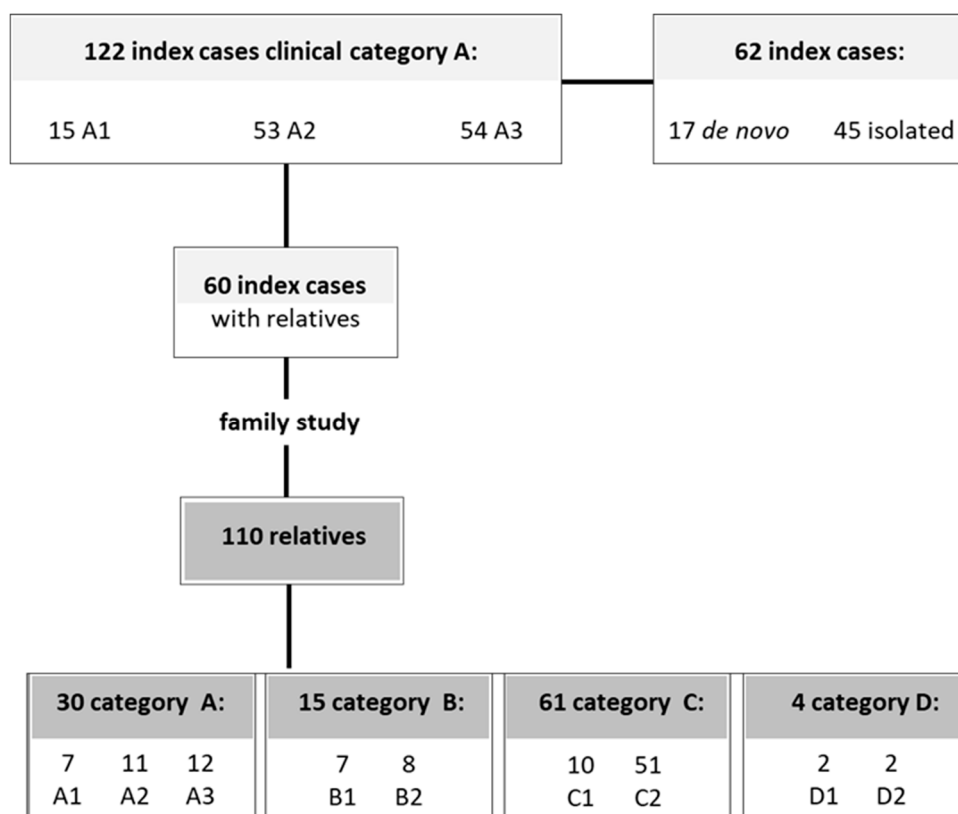 122 index cases clinical category A:
15 A1 53 A2 54 A3
62 index cases:
17 de novo 45 isolated
60 index cases
with relatives
family study
110 relatives
30 category A:
7 11 12
A1 A2 A3
15 category B:
7 8
B1 B2
61 category C:
10 51
C1 C2
4 category D:
2 2
D1 D2